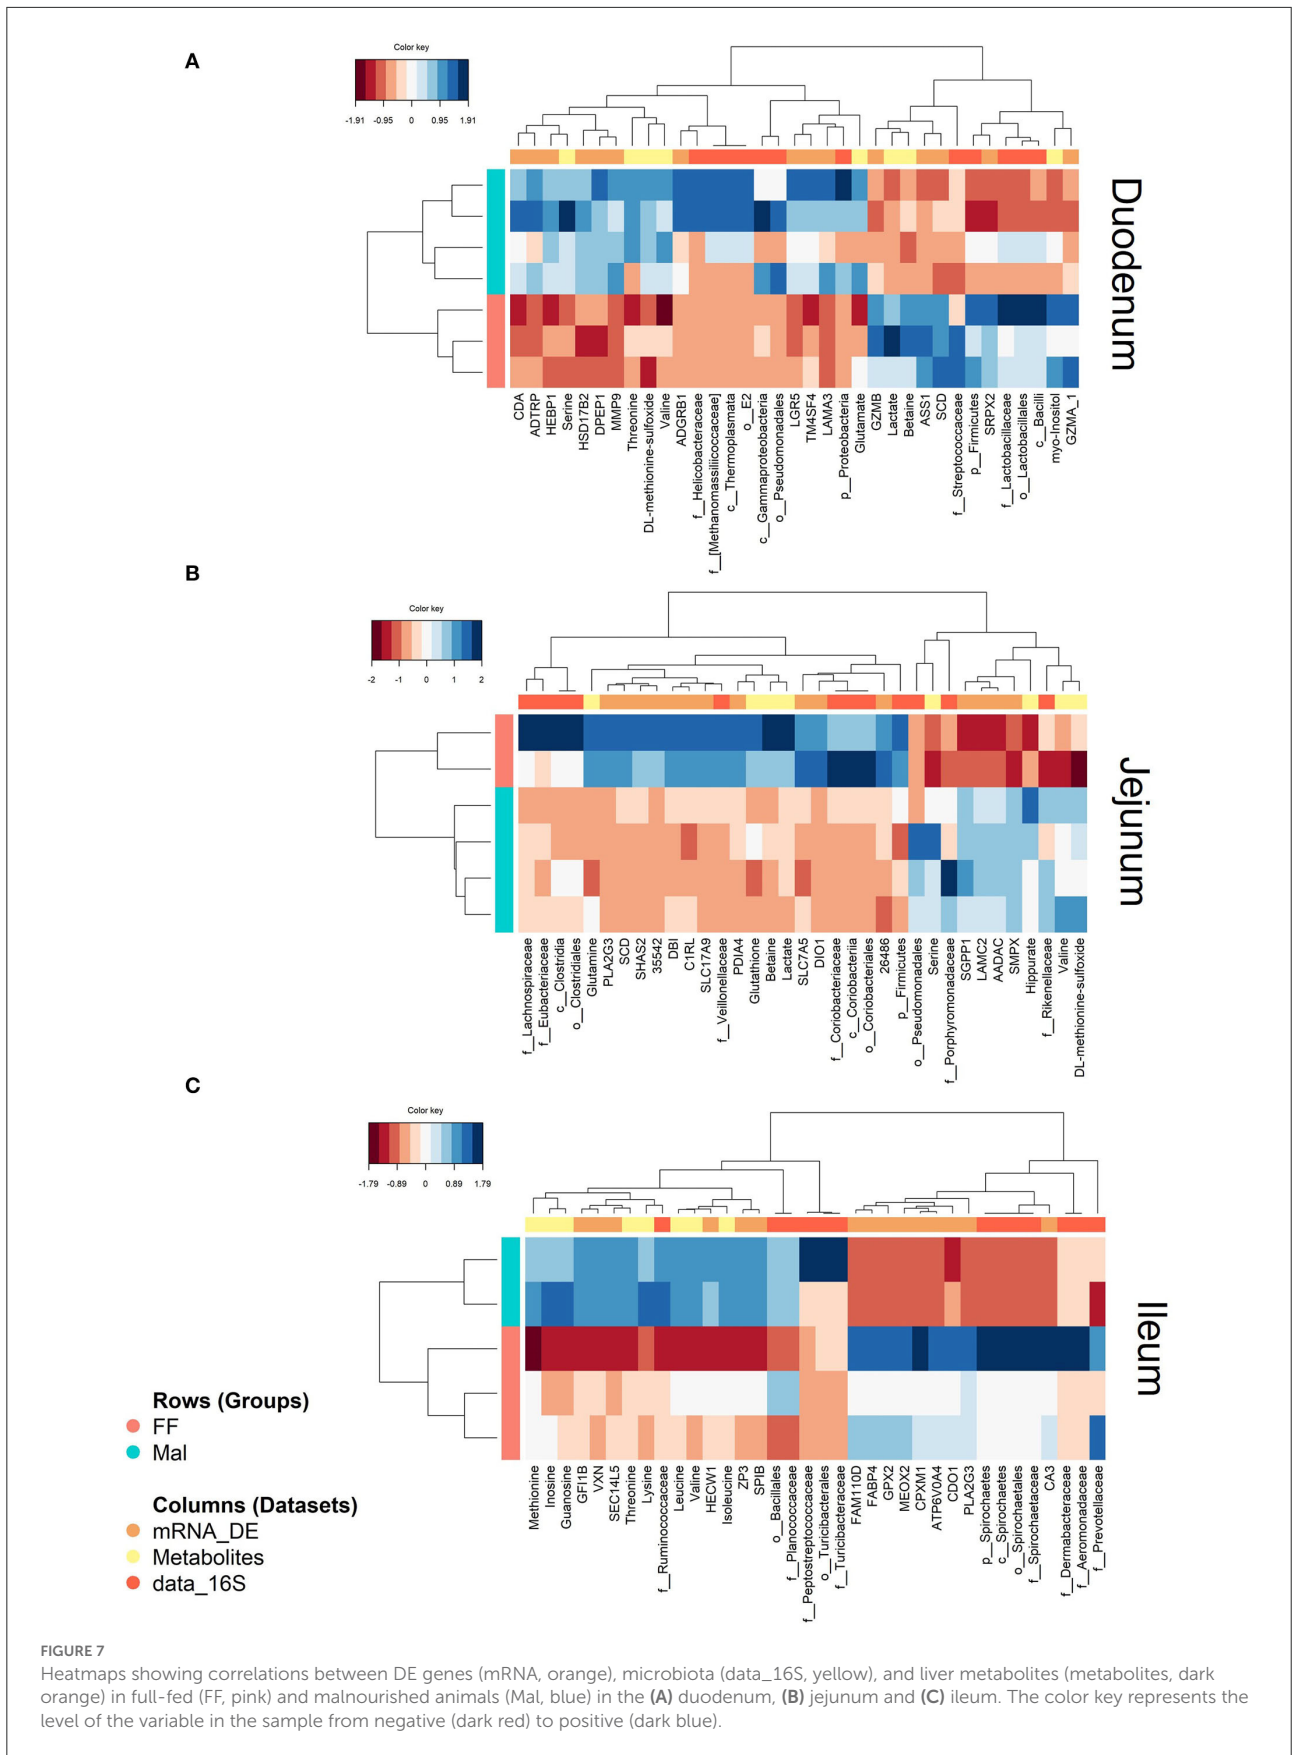 A
Color key
-1.91 -0.95 0 0.95 1.91
Duodenum
CDA
ADTRP
HEBP1
Serine
HSD17B2
DPEP1
MMP9
Threonine
DL-methionine-sulfoxide
Valine
ADGRB1
f__Helicobacteraceae
f__[Methanomassiliicoccaceae]
c__Thermoplasmata
o__E2
c__Gammaproteobacteria
o__Pseudomonadales
LGR5
TM4SF4
LAMA3
p__Proteobacteria
Glutamate
GZMB
Lactate
Betaine
ASS1
SCD
f__Streptococcaceae
p__Firmicutes
SRPX2
f__Lactobacillaceae
o__Lactobacillales
c__Bacilli
myo-Inositol
GZMA_1
B
Color key
-2 -1 0 1 2
Jejunum
f__Lachnospiraceae
f__Eubacteriaceae
c__Clostridia
o__Clostridiales
Glutamine
PLA2G3
SCD
SHAS2
35542
DBI
C1RL
SLC17A9
f__Veillonellaceae
PDIA4
Glutathione
Betaine
Lactate
SLC7A5
DIO1
f__Coriobacteriaceae
c__Coriobacteriia
o__Coriobacteriales
26486
p__Firmicutes
o__Pseudomonadales
Serine
f__Porphyromonadaceae
SGPP1
LAMC2
AADAC
SMPX
Hippurate
f__Rikenellaceae
Valine
DL-methionine-sulfoxide
C
Color key
-1.79 -0.89 0 0.89 1.79
Ileum
Methionine
Inosine
Guanosine
GFI1B
VXN
SEC14L5
Threonine
Lysine
f__Ruminococcaceae
Leucine
Valine
HECW1
Isoleucine
ZP3
SPIB
o__Bacillales
f__Planococcaceae
f__Peptostreptococcaceae
o__Turicibacterales
f__Turicibacteraceae
FAM110D
FABP4
GPX2
MEOX2
CPXM1
ATP6V0A4
CDO1
PLA2G3
p__Spirochaetes
c__Spirochaetes
o__Spirochaetales
f__Spirochaetaceae
CA3
f__Dermabacteraceae
f__Aeromonadaceae
f__Prevotellaceae
Rows (Groups)
FF
Mal
Columns (Datasets)
mRNA_DE
Metabolites
data_16S
FIGURE 7
Heatmaps showing correlations between DE genes (mRNA, orange), microbiota (data_16S, yellow), and liver metabolites (metabolites, dark
orange) in full-fed (FF, pink) and malnourished animals (Mal, blue) in the (A) duodenum, (B) jejunum and (C) ileum. The color key represents the
level of the variable in the sample from negative (dark red) to positive (dark blue).